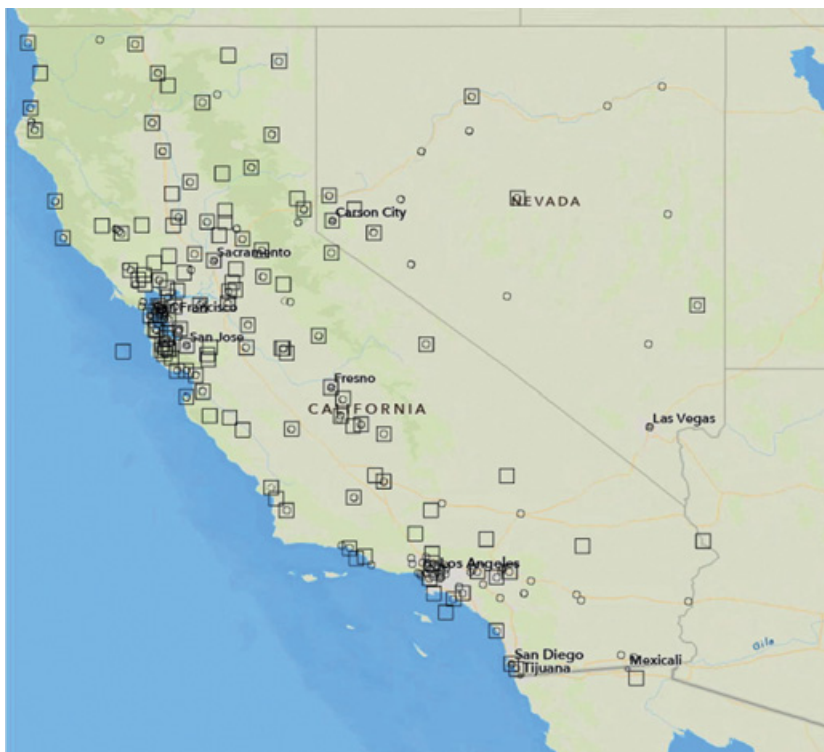 NEVADA
Carson City
Sacramento
San Francisco
San Jose
Fresno
CALIFORNIA
Las Vegas
Los Angeles
San Diego
Tijuana
Mexicali
Gila